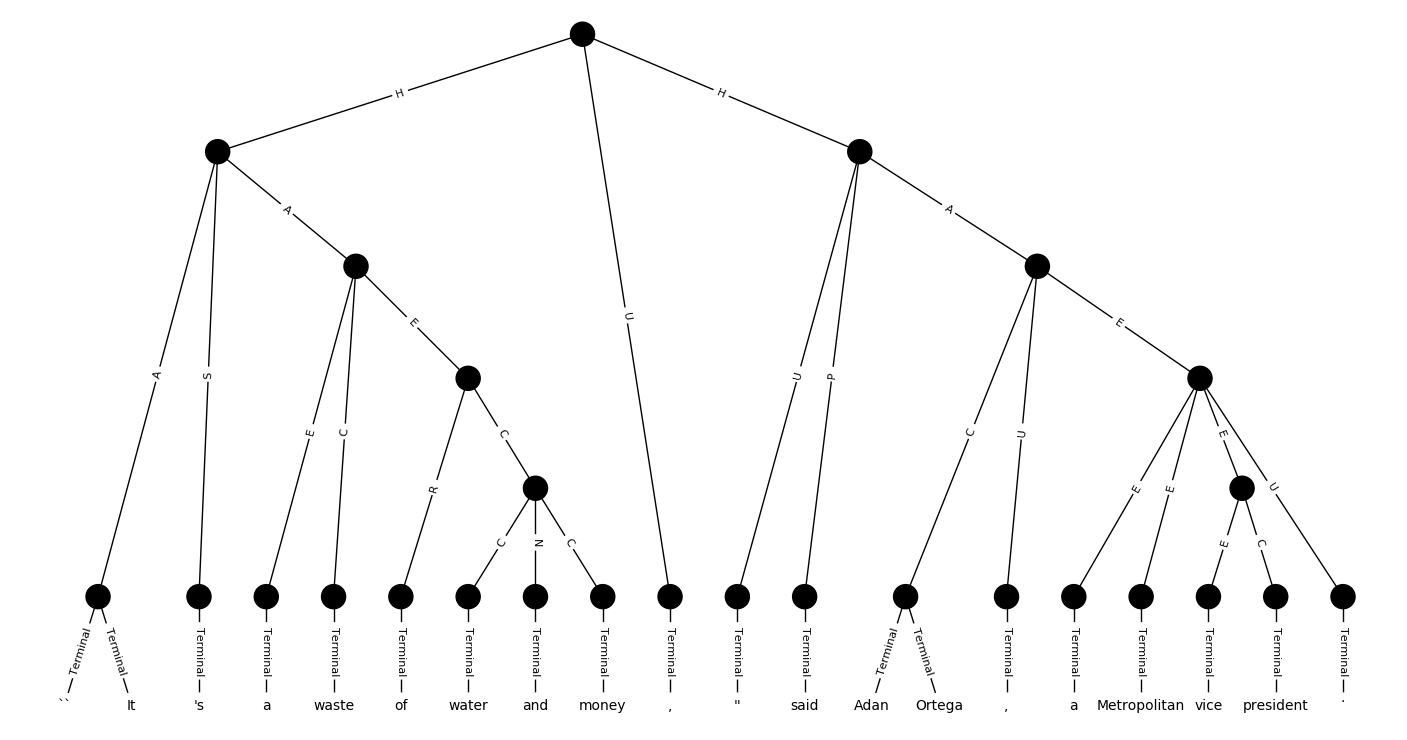 H H
A A
E U E
A S U P
E C C U E
R C E E U
C N C E C
Terminal Terminal Terminal Terminal Terminal Terminal Terminal Terminal Terminal Terminal Terminal Terminal Terminal Terminal Terminal Terminal Terminal Terminal Terminal Terminal
`` It 's a waste of water and money , " said Adan Ortega , a Metropolitan vice president .